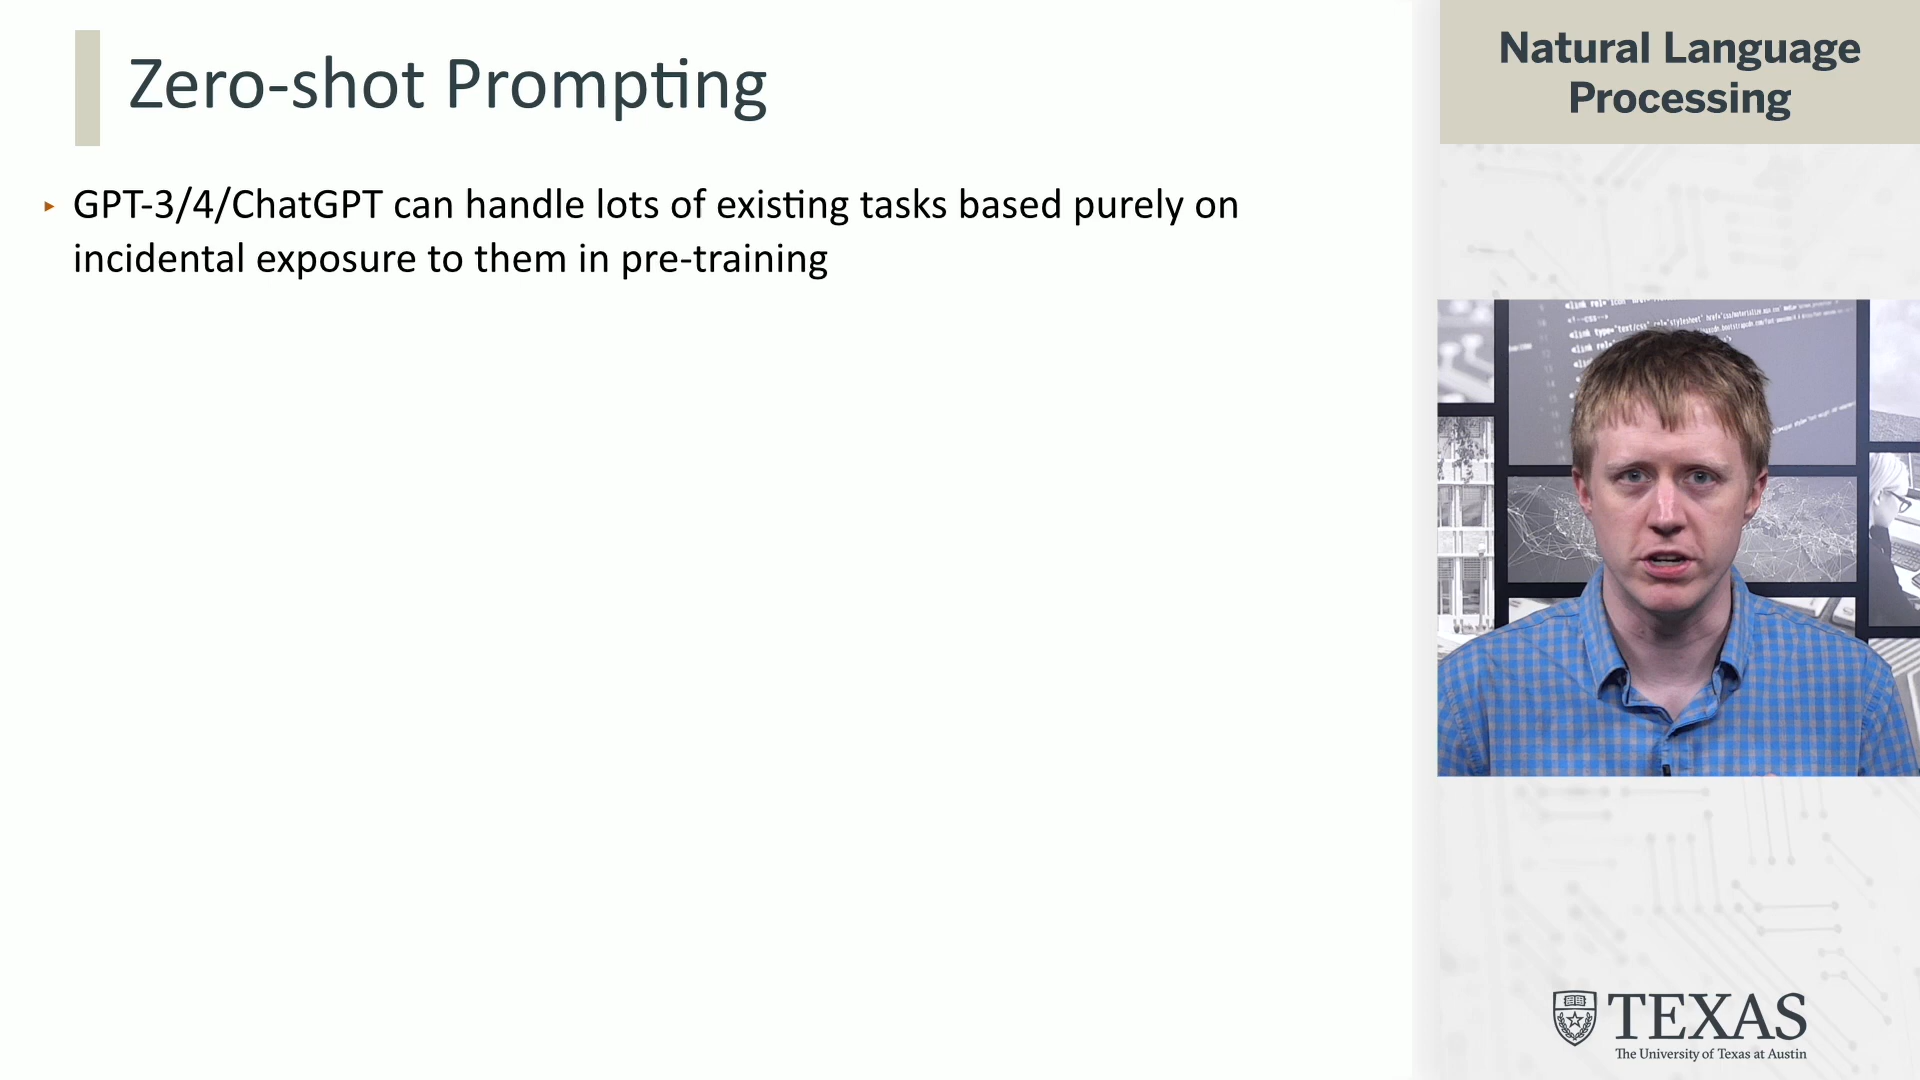 Zero-shot Prompting
▸ GPT-3/4/ChatGPT can handle lots of existing tasks based purely on
incidental exposure to them in pre-training
Natural Language
Processing
TEXAS
The University of Texas at Austin